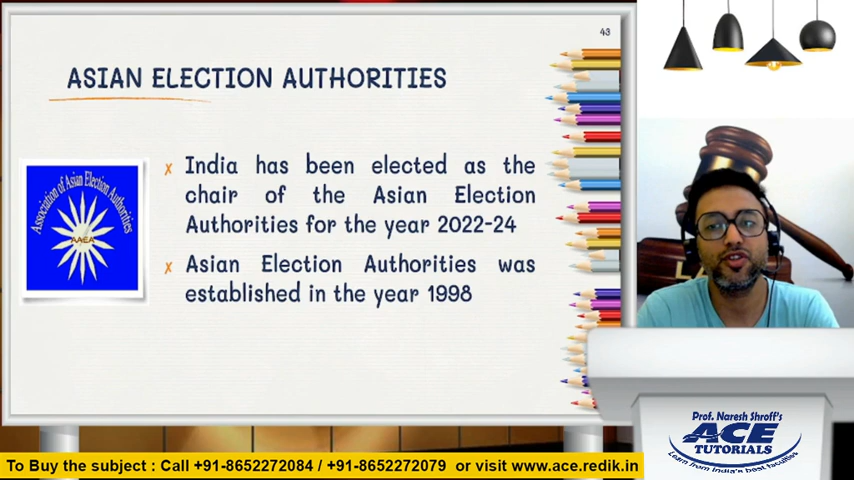 43
ASIAN ELECTION AUTHORITIES
Association of Asian Election Authorities
AAEA
India has been elected as the
chair of the Asian Election
Authorities for the year 2022-24
Asian Election Authorities was
established in the year 1998
LA
Prof. Naresh Shroff's
ACE
TUTORIALS
Learn from India's best faculties
To Buy the subject : Call +91-8652272084 / +91-8652272079 or visit www.ace.redik.in